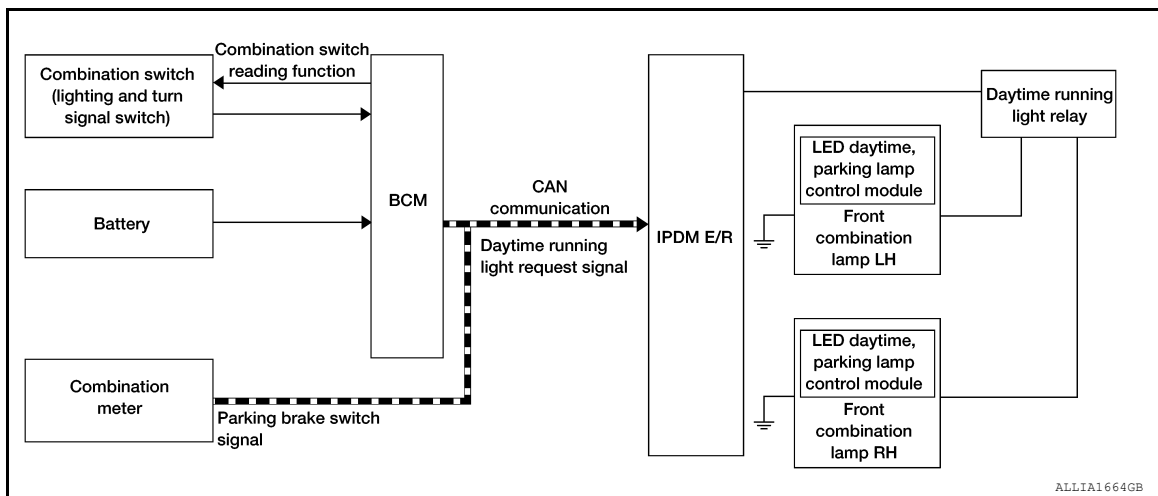 Combination switch
reading function
Combination switch
(lighting and turn
signal switch)
Battery
Combination
meter
Parking brake switch
signal
BCM
CAN
communication
Daytime running
light request signal
IPDM E/R
Daytime running
light relay
LED daytime,
parking lamp
control module
Front
combination
lamp LH
LED daytime,
parking lamp
control module
Front
combination
lamp RH
ALLIA1664GB